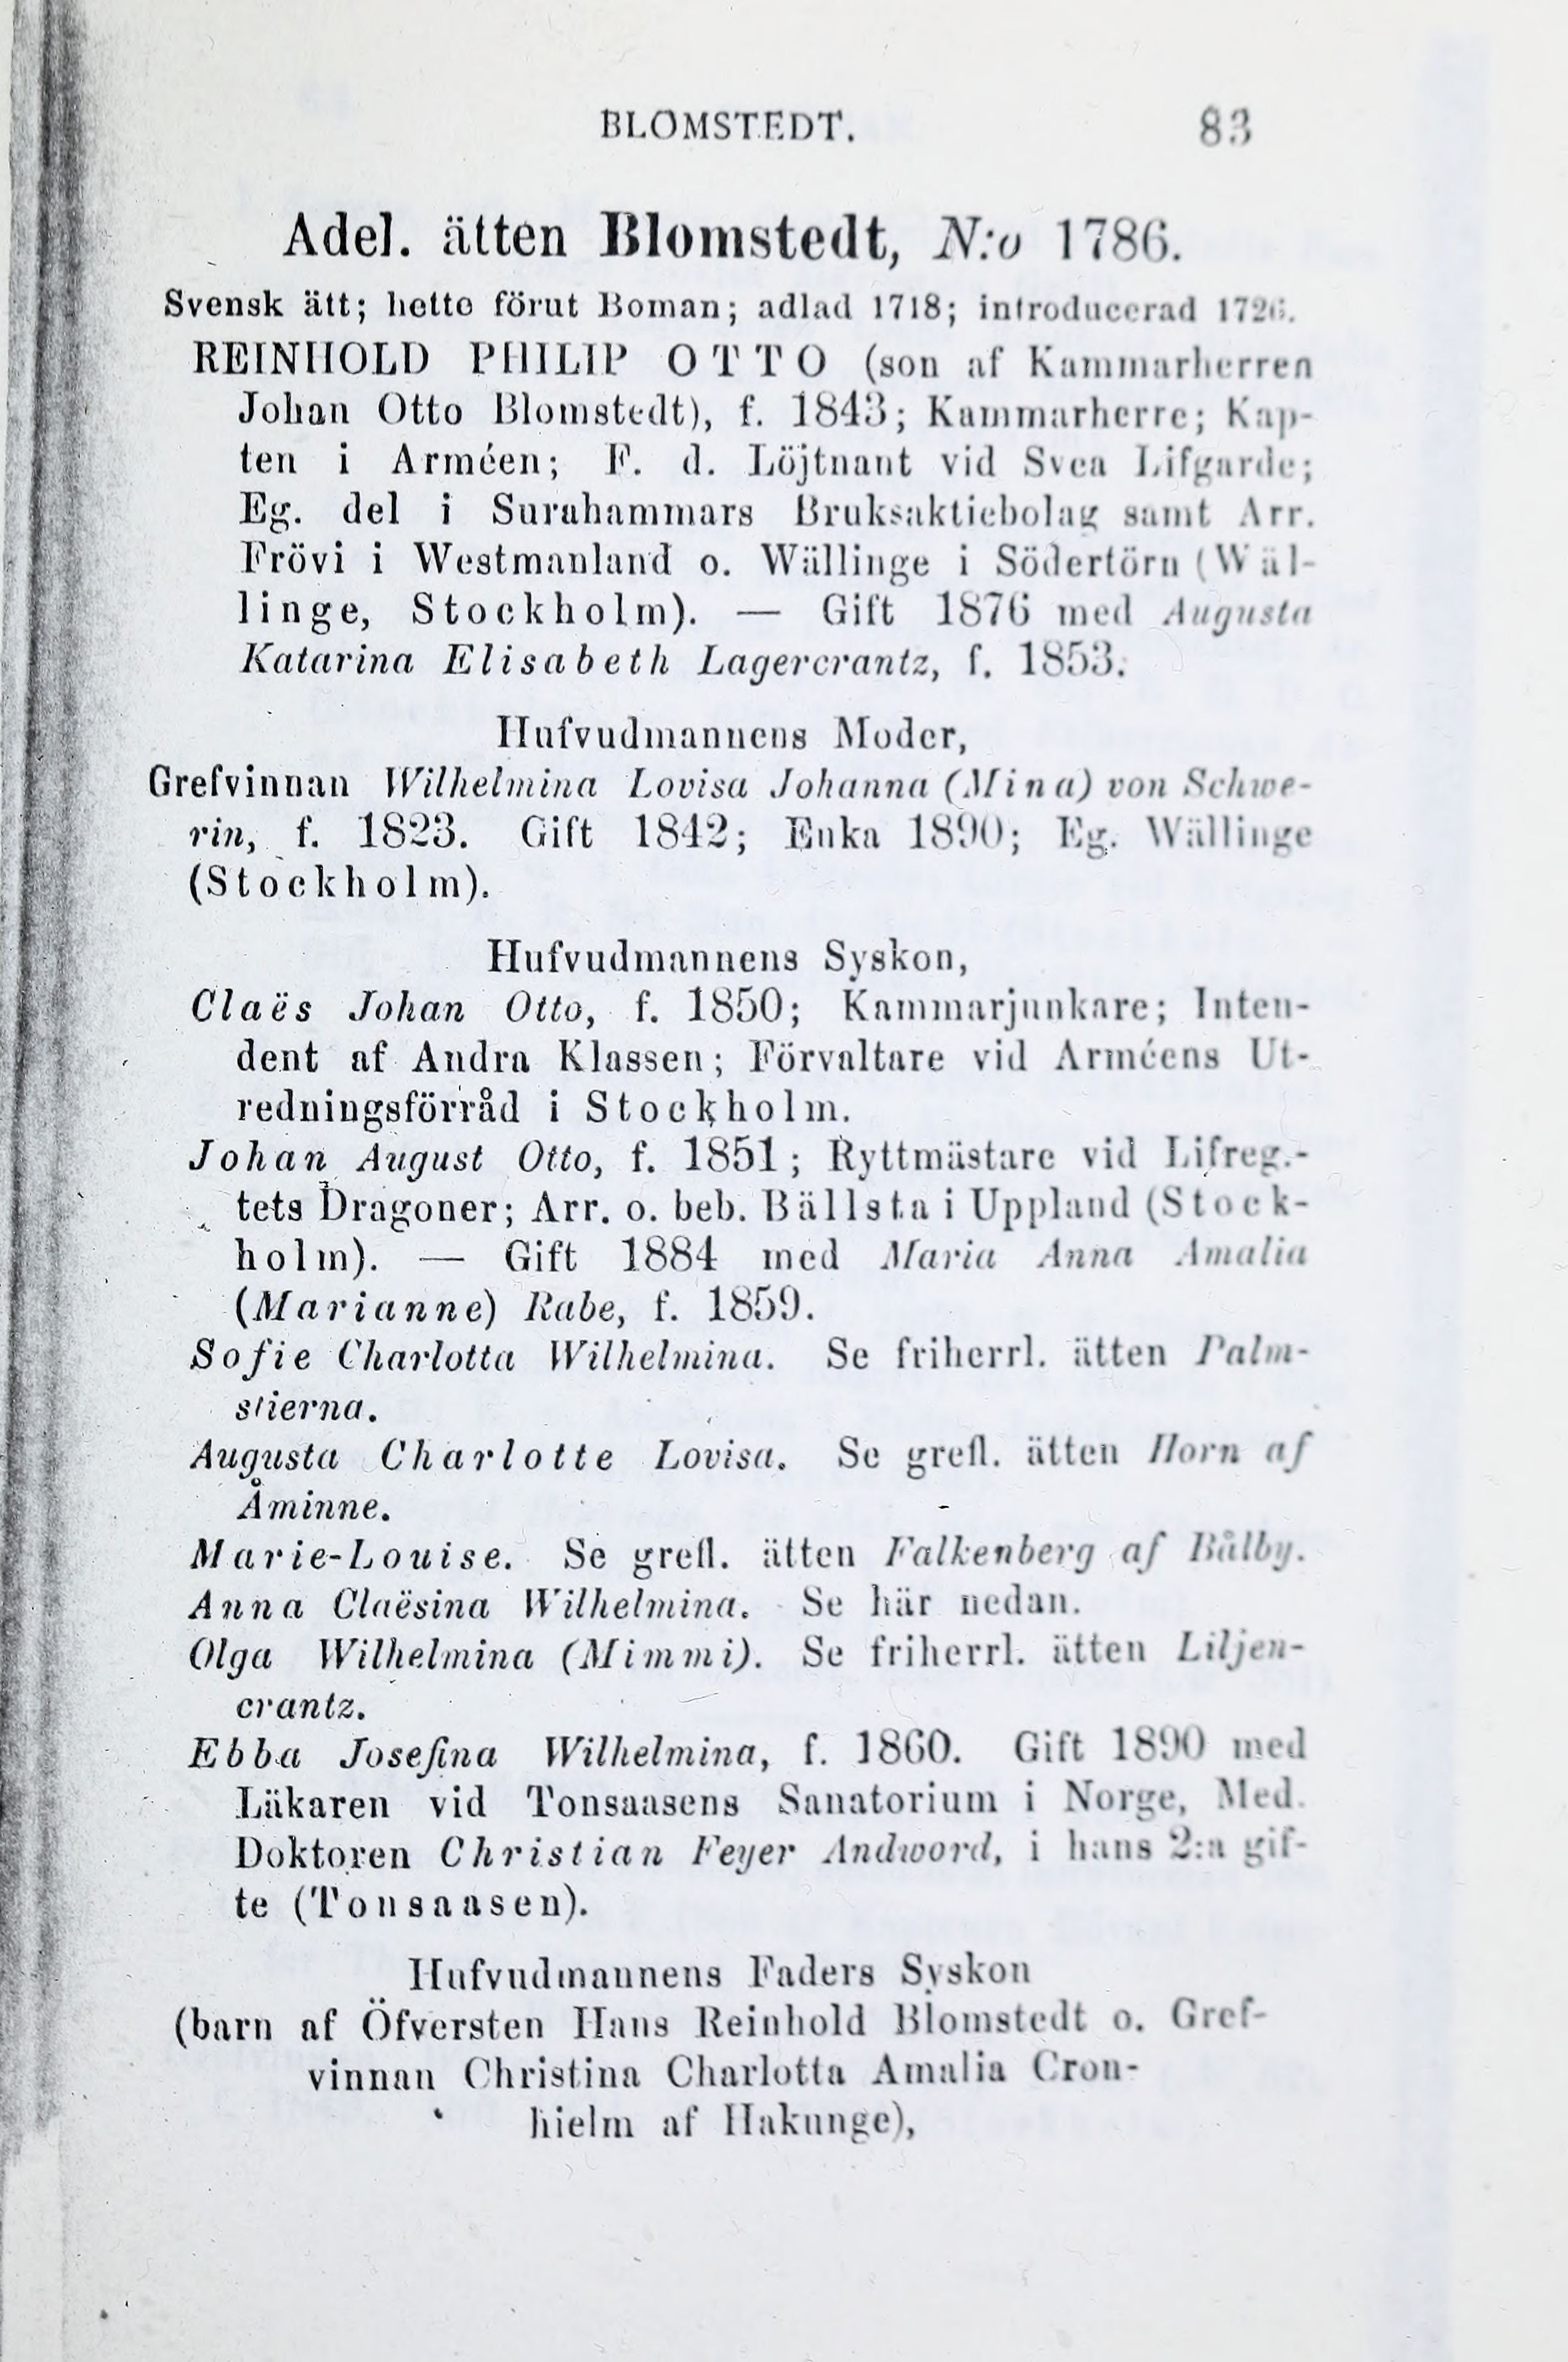 BLOMSTEDT. 83
Adel. ätten Blomstedt, N:o 1786.
Svensk ätt; hette förut Boman; adlad 1718; introducerad 1726.
REINHOLD PHILIP OTTO (son af Kammarherren
Johan Otto Blomstedt), f. 1843; Kammarherre; Kap-
ten i Arméen; F. d. Löjtnant vid Svea Lifgarde;
Eg. del i Surahammars Bruksaktiebolag samt Arr.
Frövi i Westmanland o. Wällinge i Södertörn (Wäl-
linge, Stockholm). — Gift 1876 med Augusta
Katarina Elisabeth Lagercrantz, f. 1853.
Hufvudmannens Moder,
Grefvinnan Wilhelmina Lovisa Johanna (Mina) von Schwe-
rin, f. 1823. Gift 1842; Enka 1890; Eg. Wällinge
(Stockholm).
Hufvudmannens Syskon,
Claës Johan Otto, f. 1850; Kammarjunkare; Inten-
dent af Andra Klassen; Förvaltare vid Arméens Ut-
redningsförråd i Stockholm.
Johan August Otto, f. 1851; Ryttmästare vid Lifreg.-
tets Dragoner; Arr. o. beb. Bällsta i Uppland (Stock-
holm). — Gift 1884 med Maria Anna Amalia
(Marianne) Rabe, f. 1859.
Sofie Charlotta Wilhelmina. Se friherrl. ätten Palm-
stierna.
Augusta Charlotte Lovisa. Se grefl. ätten Horn af
Åminne.
Marie-Louise. Se grefl. ätten Falkenberg af Bålby.
Anna Claësina Wilhelmina. Se här nedan.
Olga Wilhelmina (Mimmi). Se friherrl. ätten Liljen-
crantz.
Ebba Josefina Wilhelmina, f. 1860. Gift 1890 med
Läkaren vid Tonsaasens Sanatorium i Norge, Med.
Doktoren Christian Feyer Andword, i hans 2:a gif-
te (Tonsaasen).
Hufvudmannens Faders Syskon
(barn af Öfversten Hans Reinhold Blomstedt o. Gref-
vinnan Christina Charlotta Amalia Cron-
hielm af Hakunge),